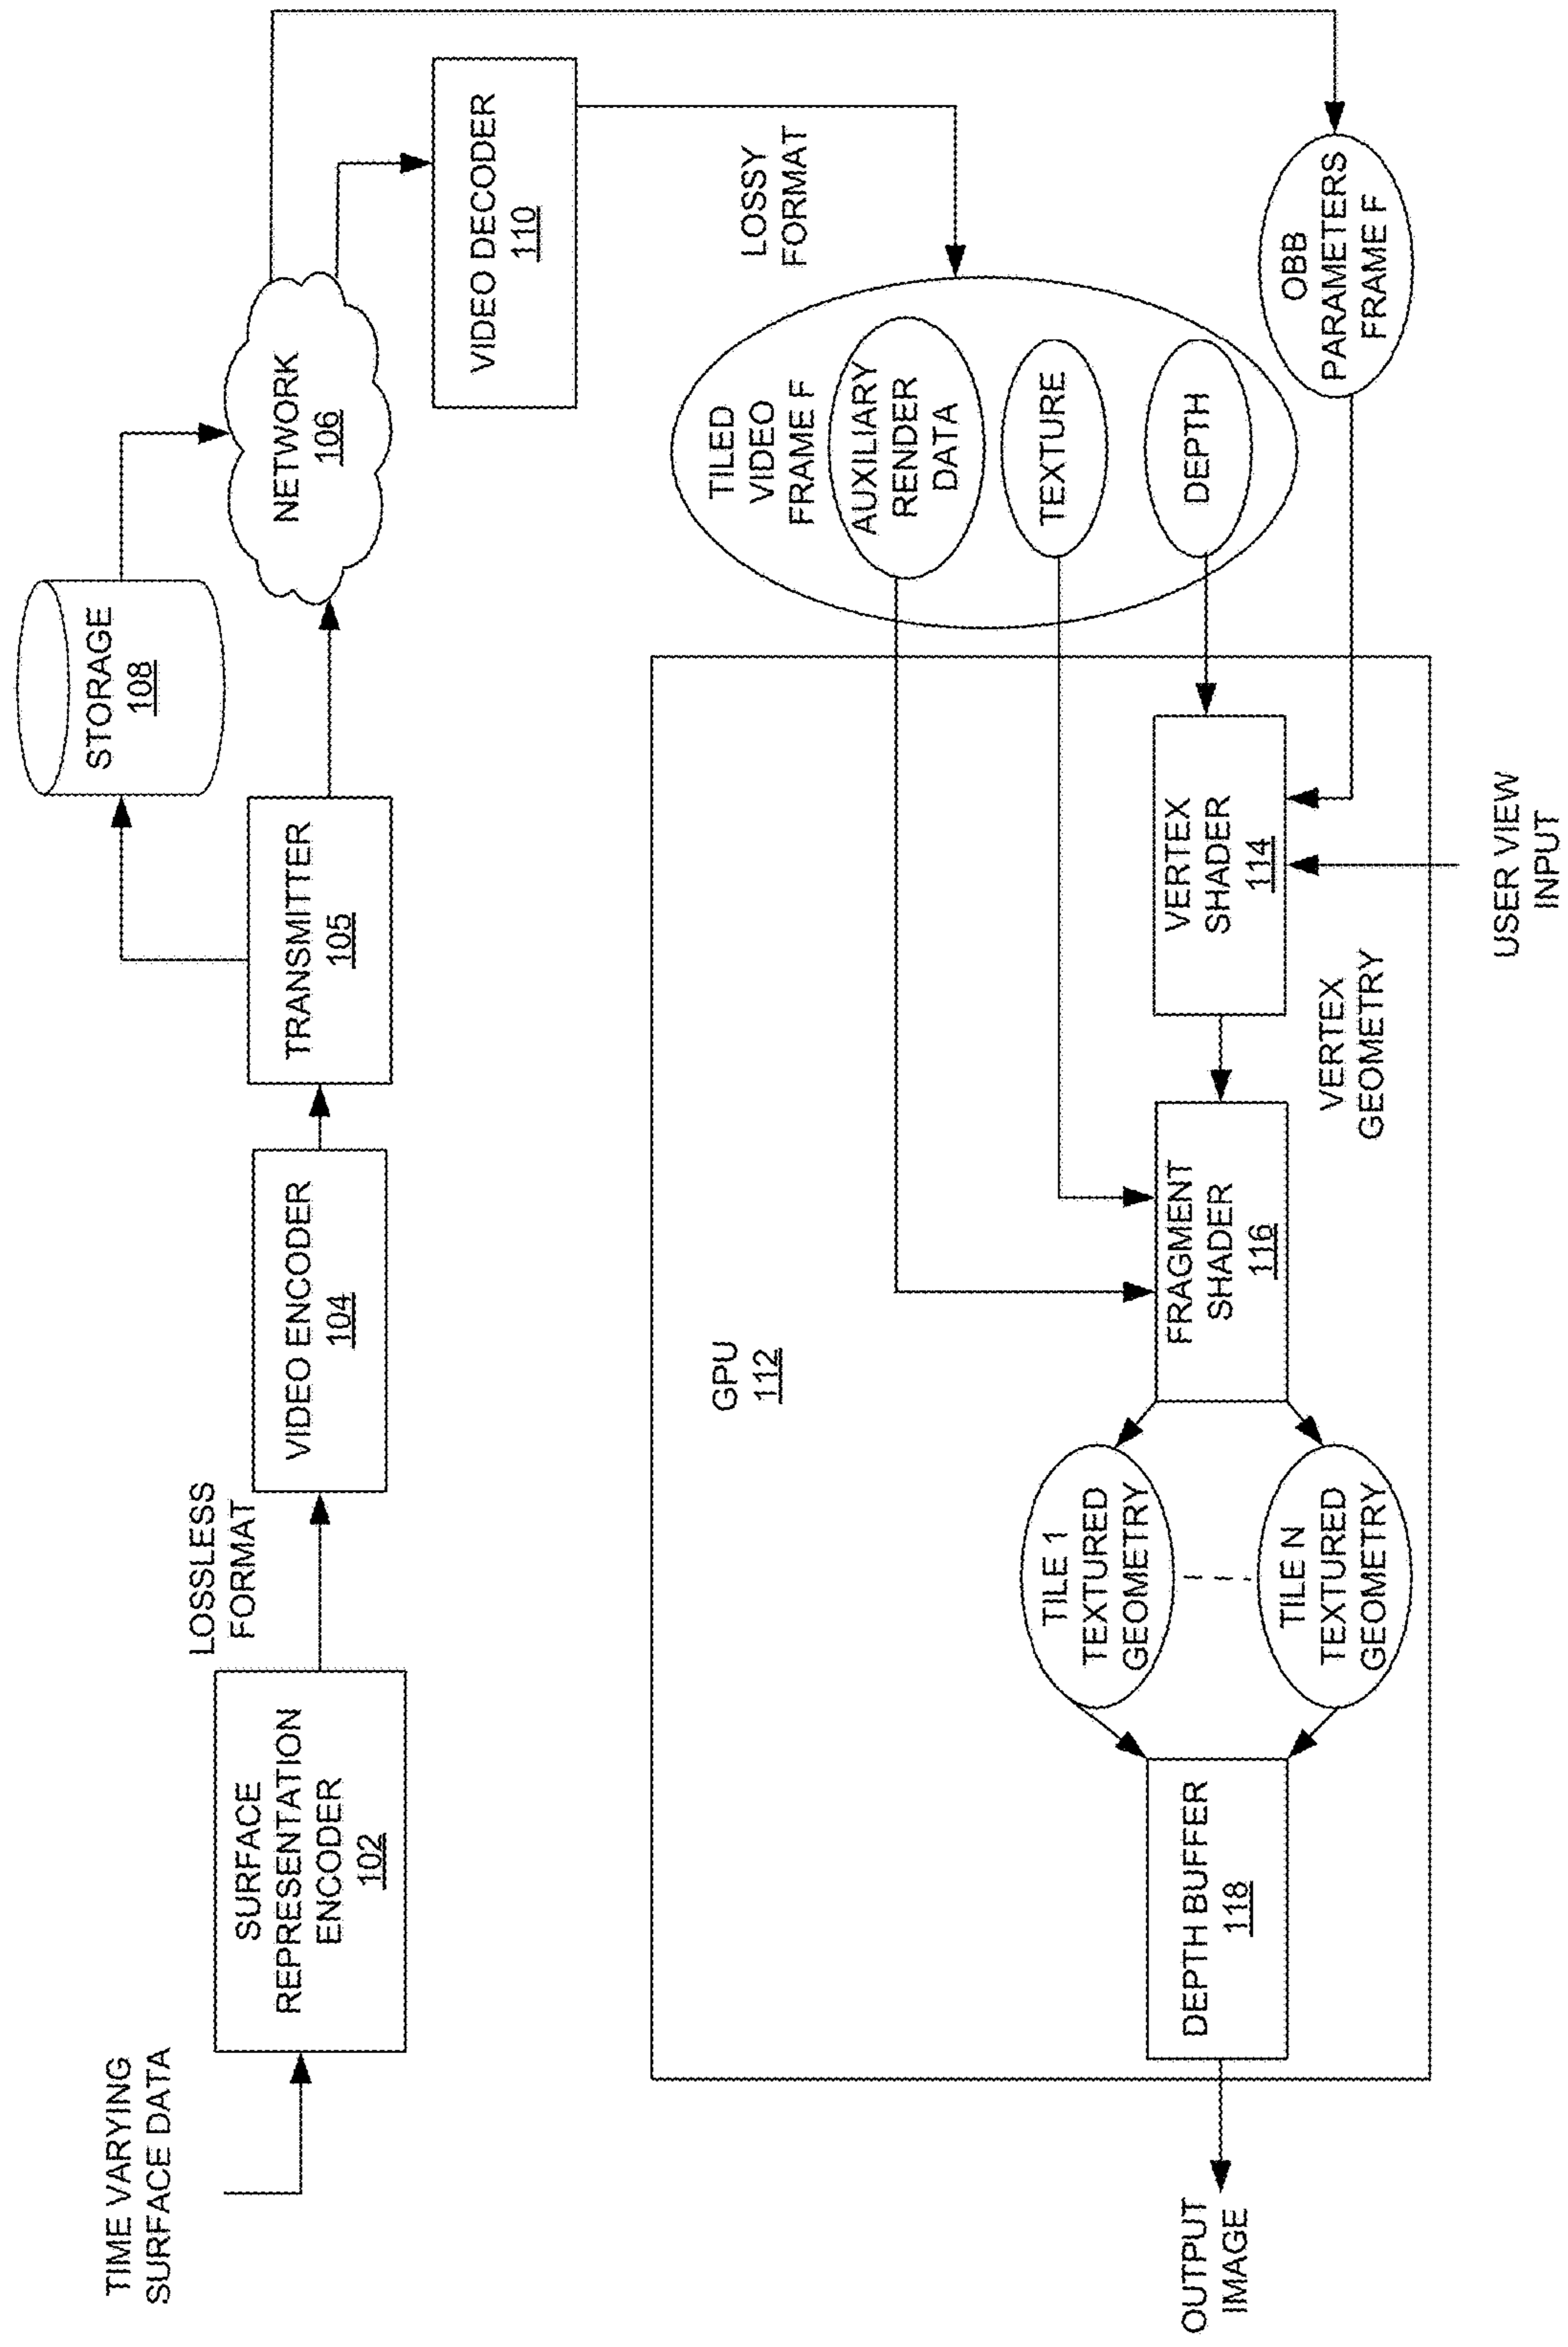 TIME VARYING
SURFACE DATA
SURFACE
REPRESENTATION
ENCODER
102
LOSSLESS
FORMAT
VIDEO ENCODER
104
TRANSMITTER
105
STORAGE
108
NETWORK
106
VIDEO DECODER
110
LOSSY
FORMAT
TILED
VIDEO
FRAME F
AUXILIARY
RENDER
DATA
TEXTURE
DEPTH
OBB
PARAMETERS
FRAME F
GPU
112
VERTEX
SHADER
114
USER VIEW
INPUT
VERTEX
GEOMETRY
FRAGMENT
SHADER
116
TILE 1
TEXTURED
GEOMETRY
TILE N
TEXTURED
GEOMETRY
DEPTH BUFFER
118
OUTPUT
IMAGE